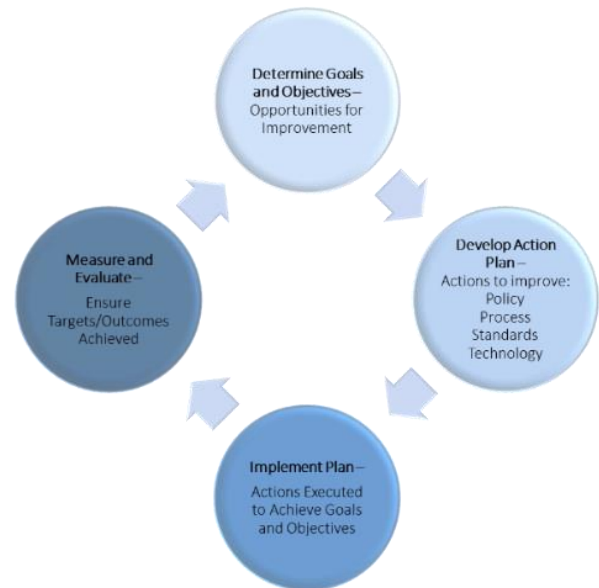 Determine Goals
and Objectives–
Opportunities for
Improvement
Develop Action
Plan –
Actions to improve:
Policy
Process
Standards
Technology
Implement Plan –
Actions Executed
to Achieve Goals
and Objectives
Measure and
Evaluate –
Ensure
Targets/Outcomes
Achieved